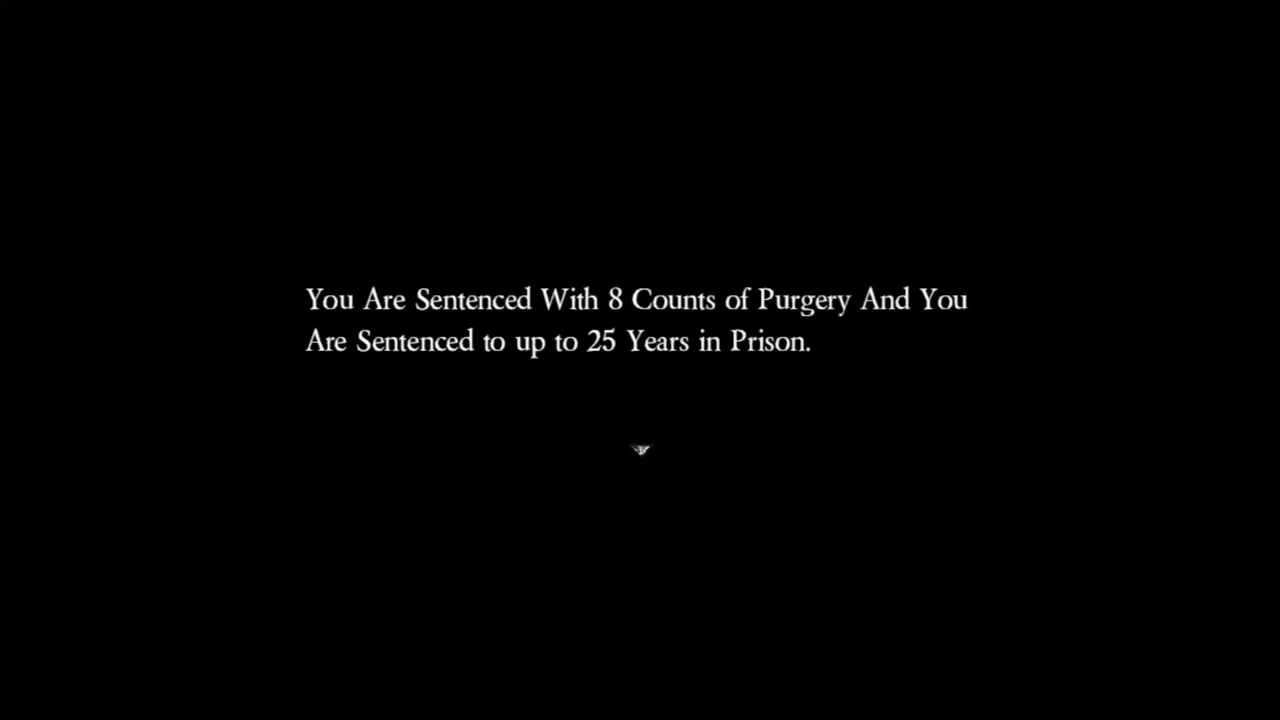 You Are Sentenced With 8 Counts of Purgery And You
Are Sentenced to up to 25 Years in Prison.